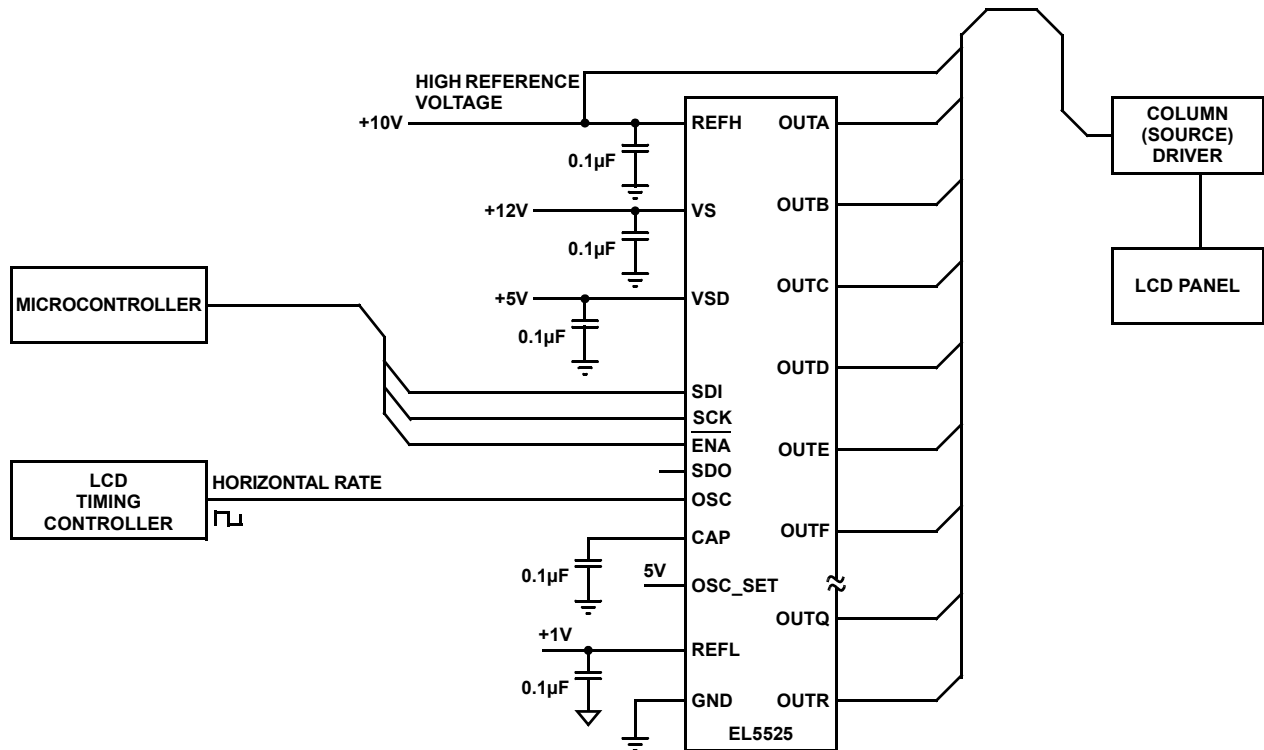 HIGH REFERENCE
VOLTAGE
+10V
REFH
OUTA
COLUMN
(SOURCE)
DRIVER
0.1µF
+12V
VS
OUTB
0.1µF
MICROCONTROLLER
+5V
VSD
OUTC
LCD PANEL
0.1µF
OUTD
SDI
SCK
ENA
OUTE
SDO
LCD
TIMING
CONTROLLER
HORIZONTAL RATE
OSC
CAP
OUTF
0.1µF
5V
OSC_SET
OUTQ
+1V
REFL
0.1µF
GND
OUTR
EL5525